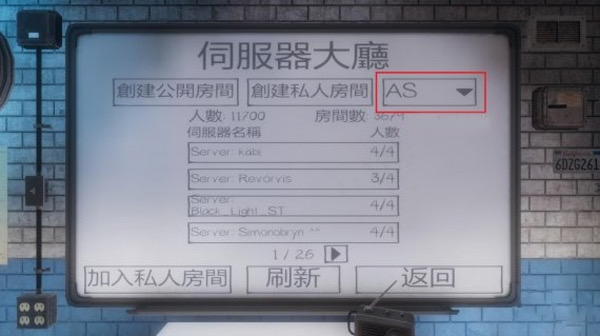 伺服器大廳
創建公開房間 創建私人房間 AS
人數: 11700 房間數: 3679
伺服器名稱 人數
Server: kabi 4/4
Server: Revorvis 3/4
Server:
Black_Light_ST 4/4
Server: Simonobryn ^^ 4/4
1 / 26
加入私人房間 刷新 返回
6DZG261